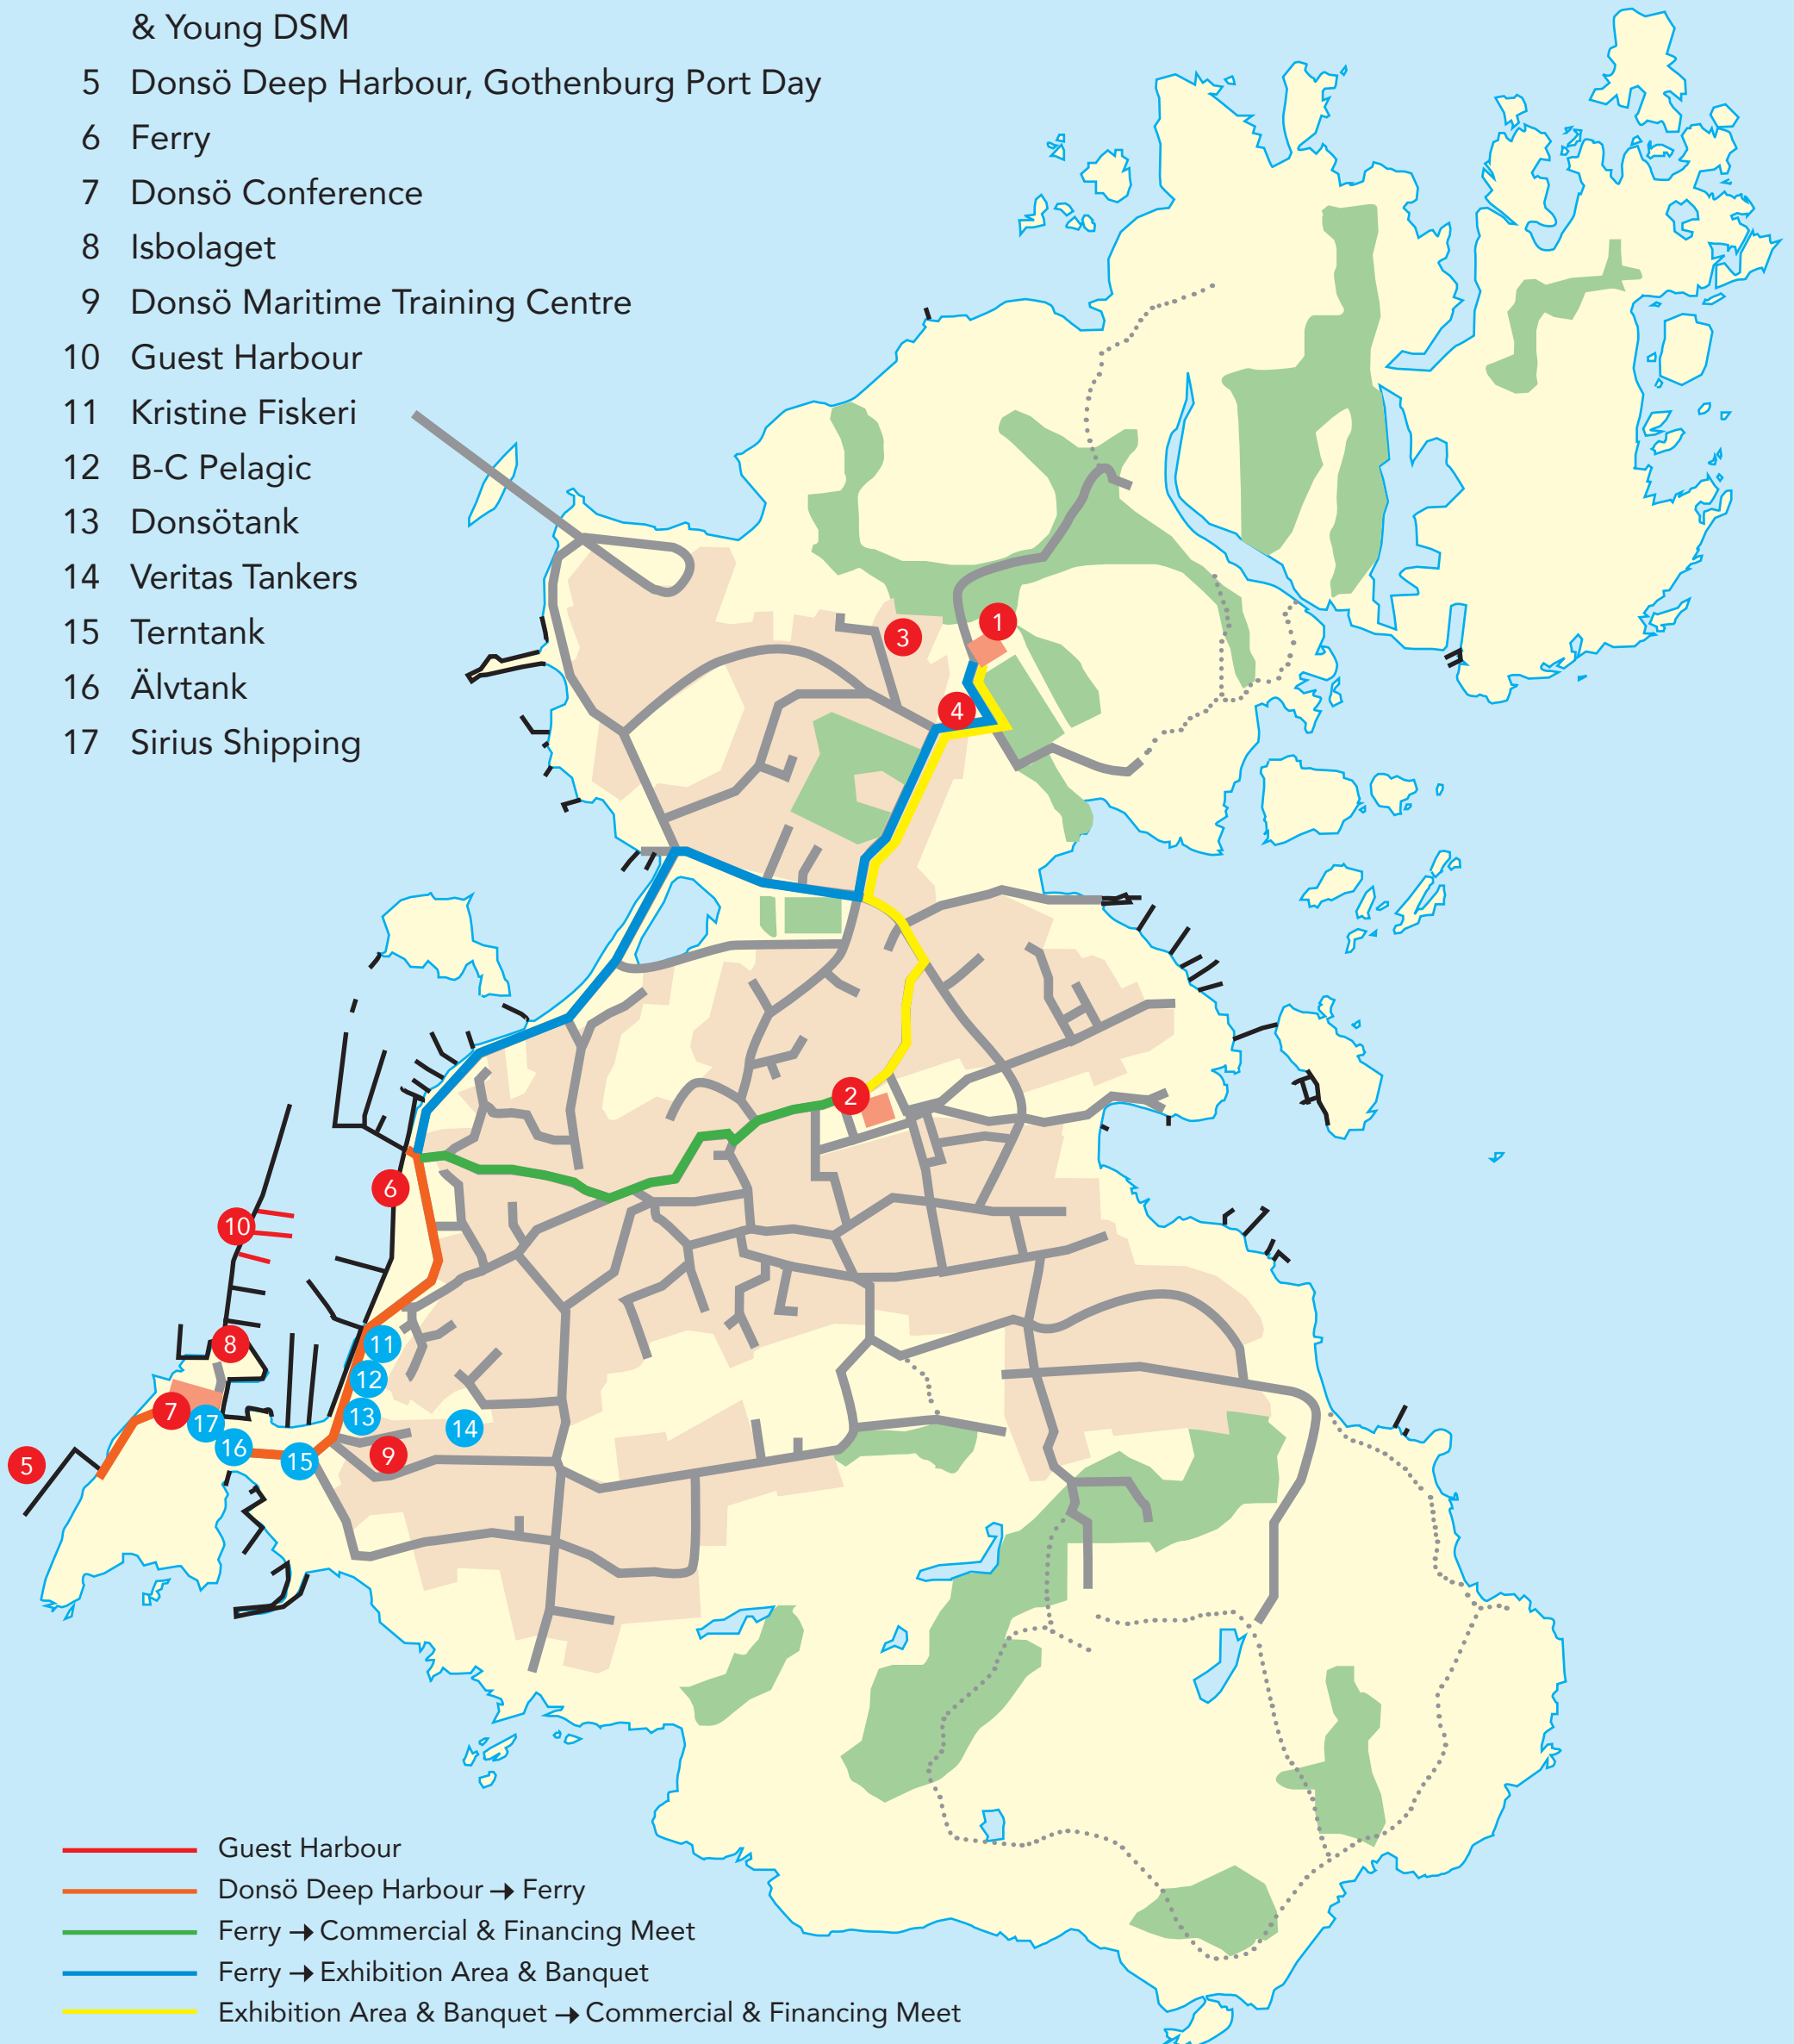 & Young DSM
5 Donsö Deep Harbour, Gothenburg Port Day
6 Ferry
7 Donsö Conference
8 Isbolaget
9 Donsö Maritime Training Centre
10 Guest Harbour
11 Kristine Fiskeri
12 B-C Pelagic
13 Donsötank
14 Veritas Tankers
15 Terntank
16 Älvtank
17 Sirius Shipping
1
3
4
2
6
10
8
11
12
7
17
13
14
16
9
15
5
Guest Harbour
Donsö Deep Harbour → Ferry
Ferry → Commercial & Financing Meet
Ferry → Exhibition Area & Banquet
Exhibition Area & Banquet → Commercial & Financing Meet